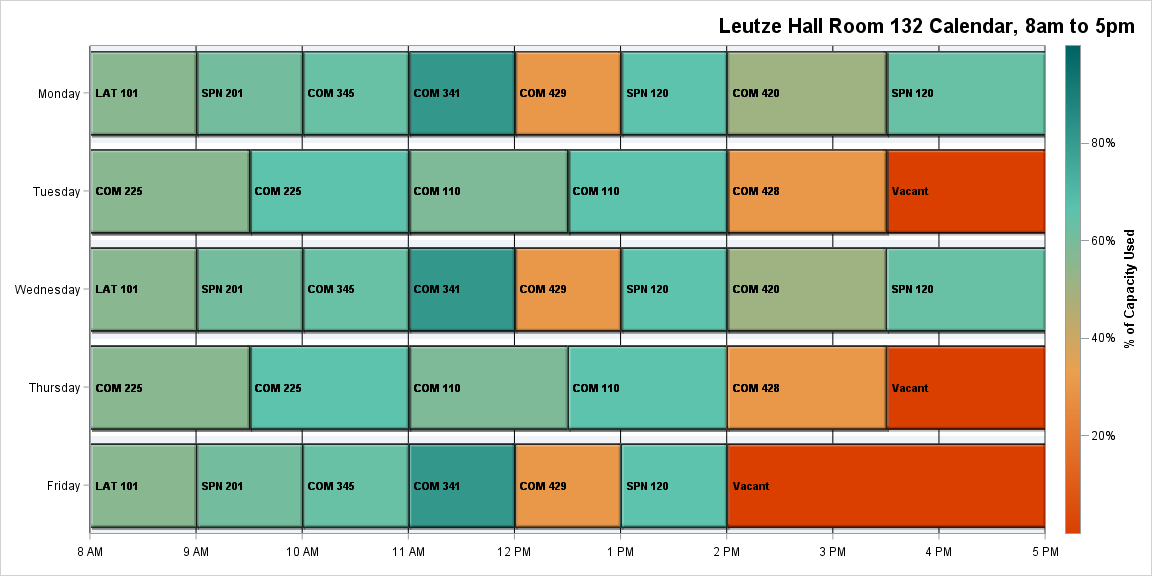 Leutze Hall Room 132 Calendar, 8am to 5pm
Monday
LAT 101
SPN 201
COM 345
COM 341
COM 429
SPN 120
COM 420
SPN 120
Tuesday
COM 225
COM 225
COM 110
COM 110
COM 428
Vacant
Wednesday
LAT 101
SPN 201
COM 345
COM 341
COM 429
SPN 120
COM 420
SPN 120
Thursday
COM 225
COM 225
COM 110
COM 110
COM 428
Vacant
Friday
LAT 101
SPN 201
COM 345
COM 341
COM 429
SPN 120
Vacant
8 AM
9 AM
10 AM
11 AM
12 PM
1 PM
2 PM
3 PM
4 PM
5 PM
80%
60%
40%
20%
% of Capacity Used